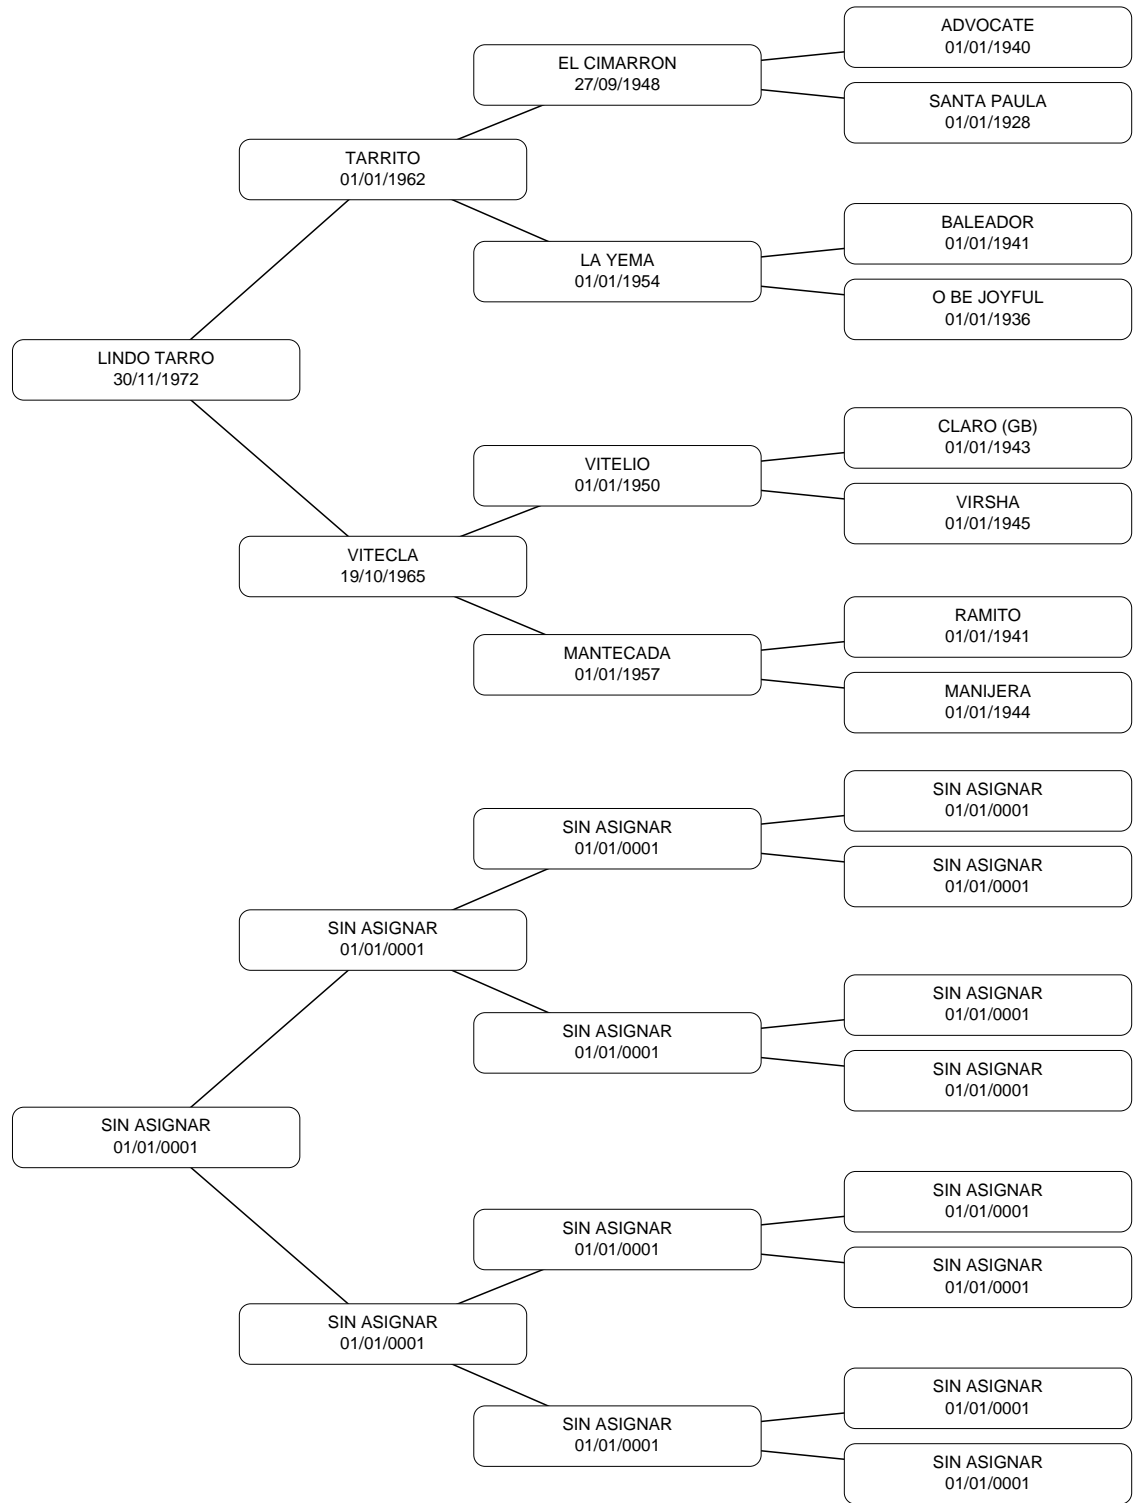 ADVOCATE
01/01/1940
EL CIMARRON
27/09/1948
SANTA PAULA
01/01/1928
TARRITO
01/01/1962
BALEADOR
01/01/1941
LA YEMA
01/01/1954
O BE JOYFUL
01/01/1936
LINDO TARRO
30/11/1972
CLARO (GB)
01/01/1943
VITELIO
01/01/1950
VIRSHA
01/01/1945
VITECLA
19/10/1965
RAMITO
01/01/1941
MANTECADA
01/01/1957
MANIJERA
01/01/1944
SIN ASIGNAR
01/01/0001
SIN ASIGNAR
01/01/0001
SIN ASIGNAR
01/01/0001
SIN ASIGNAR
01/01/0001
SIN ASIGNAR
01/01/0001
SIN ASIGNAR
01/01/0001
SIN ASIGNAR
01/01/0001
SIN ASIGNAR
01/01/0001
SIN ASIGNAR
01/01/0001
SIN ASIGNAR
01/01/0001
SIN ASIGNAR
01/01/0001
SIN ASIGNAR
01/01/0001
SIN ASIGNAR
01/01/0001
SIN ASIGNAR
01/01/0001
SIN ASIGNAR
01/01/0001